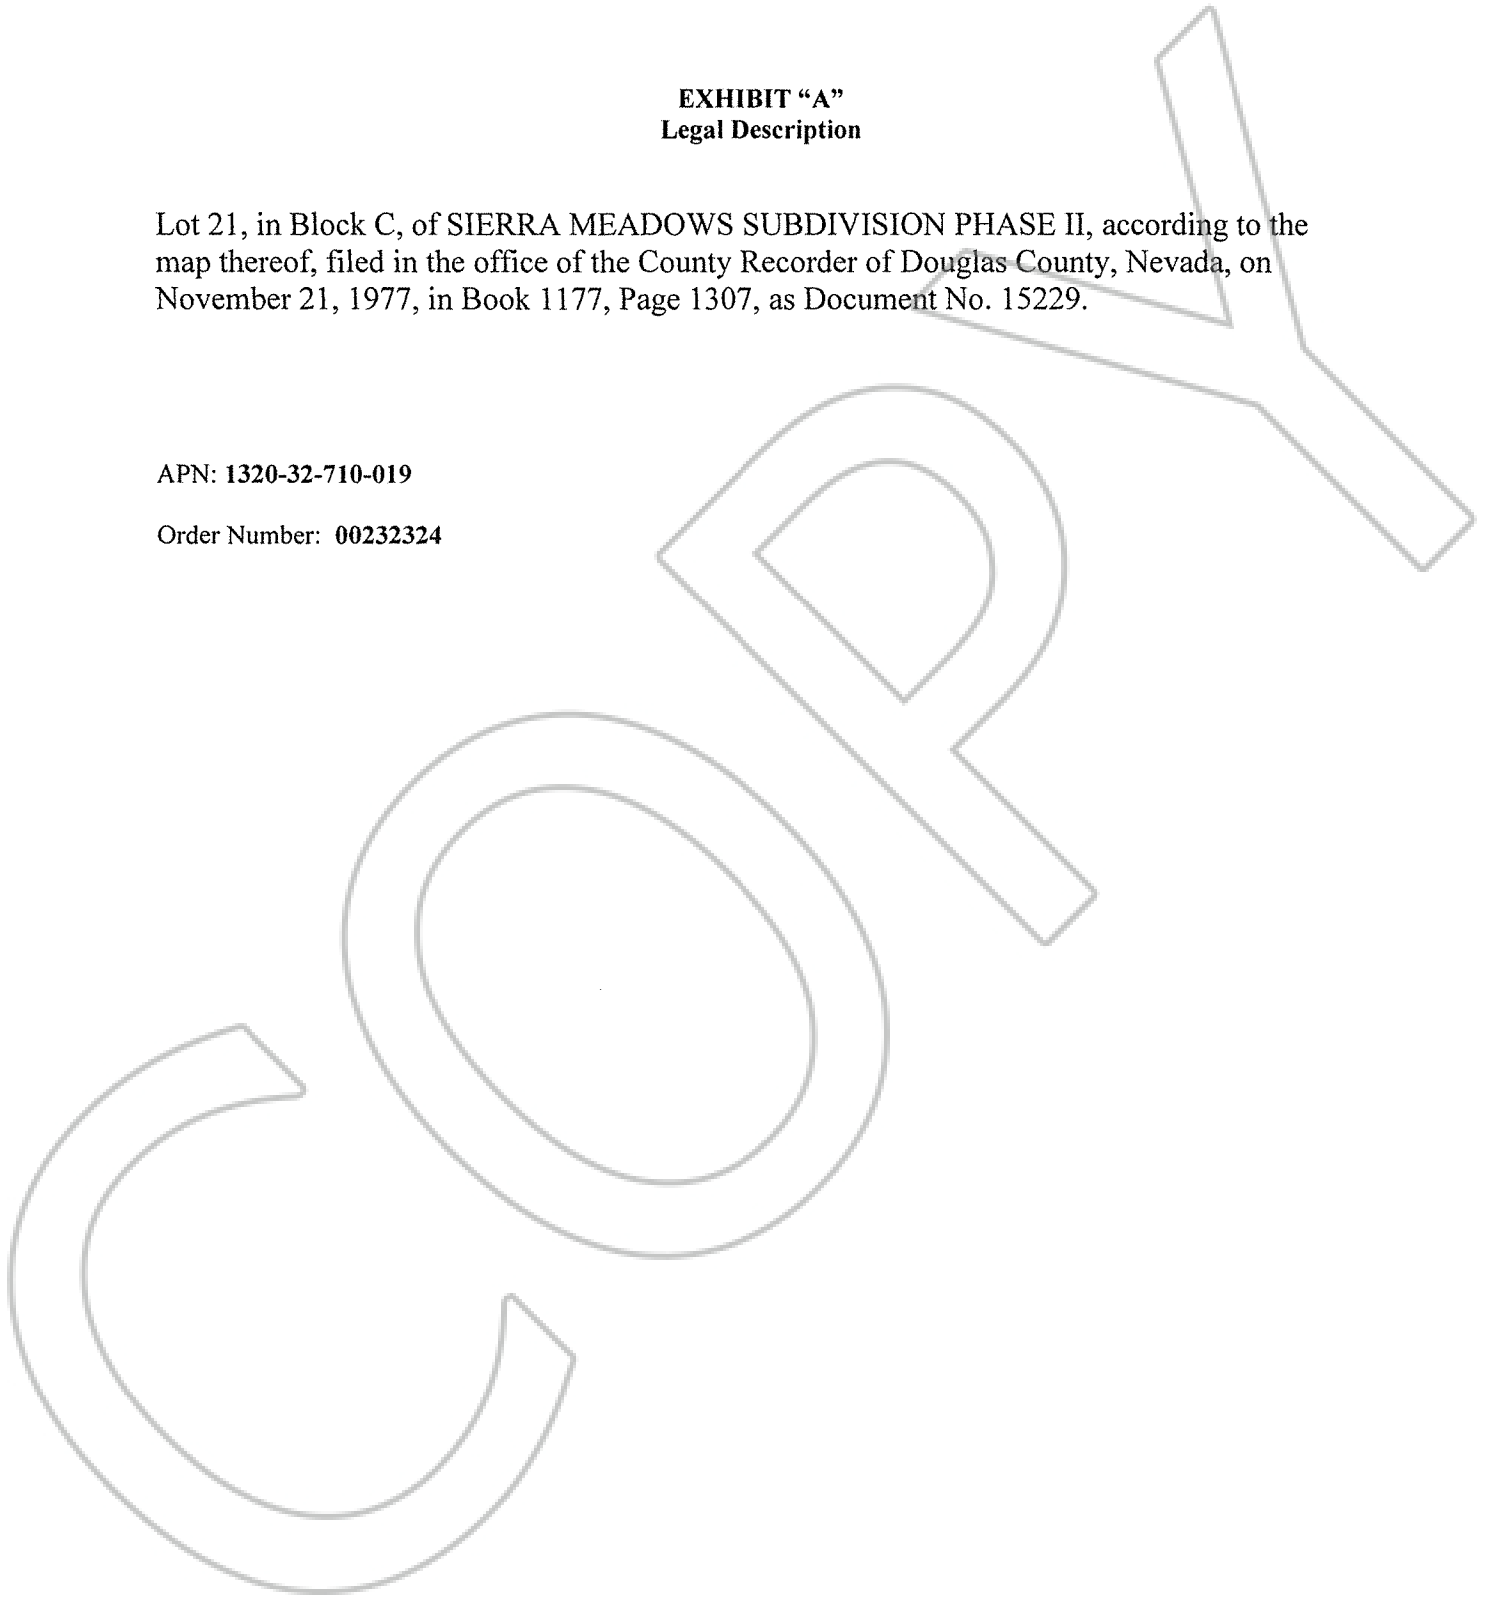 EXHIBIT “A”
Legal Description
Lot 21, in Block C, of SIERRA MEADOWS SUBDIVISION PHASE II, according to the
map thereof, filed in the office of the County Recorder of Douglas County, Nevada, on
November 21, 1977, in Book 1177, Page 1307, as Document No. 15229.
APN: 1320-32-710-019
Order Number: 00232324
COPY